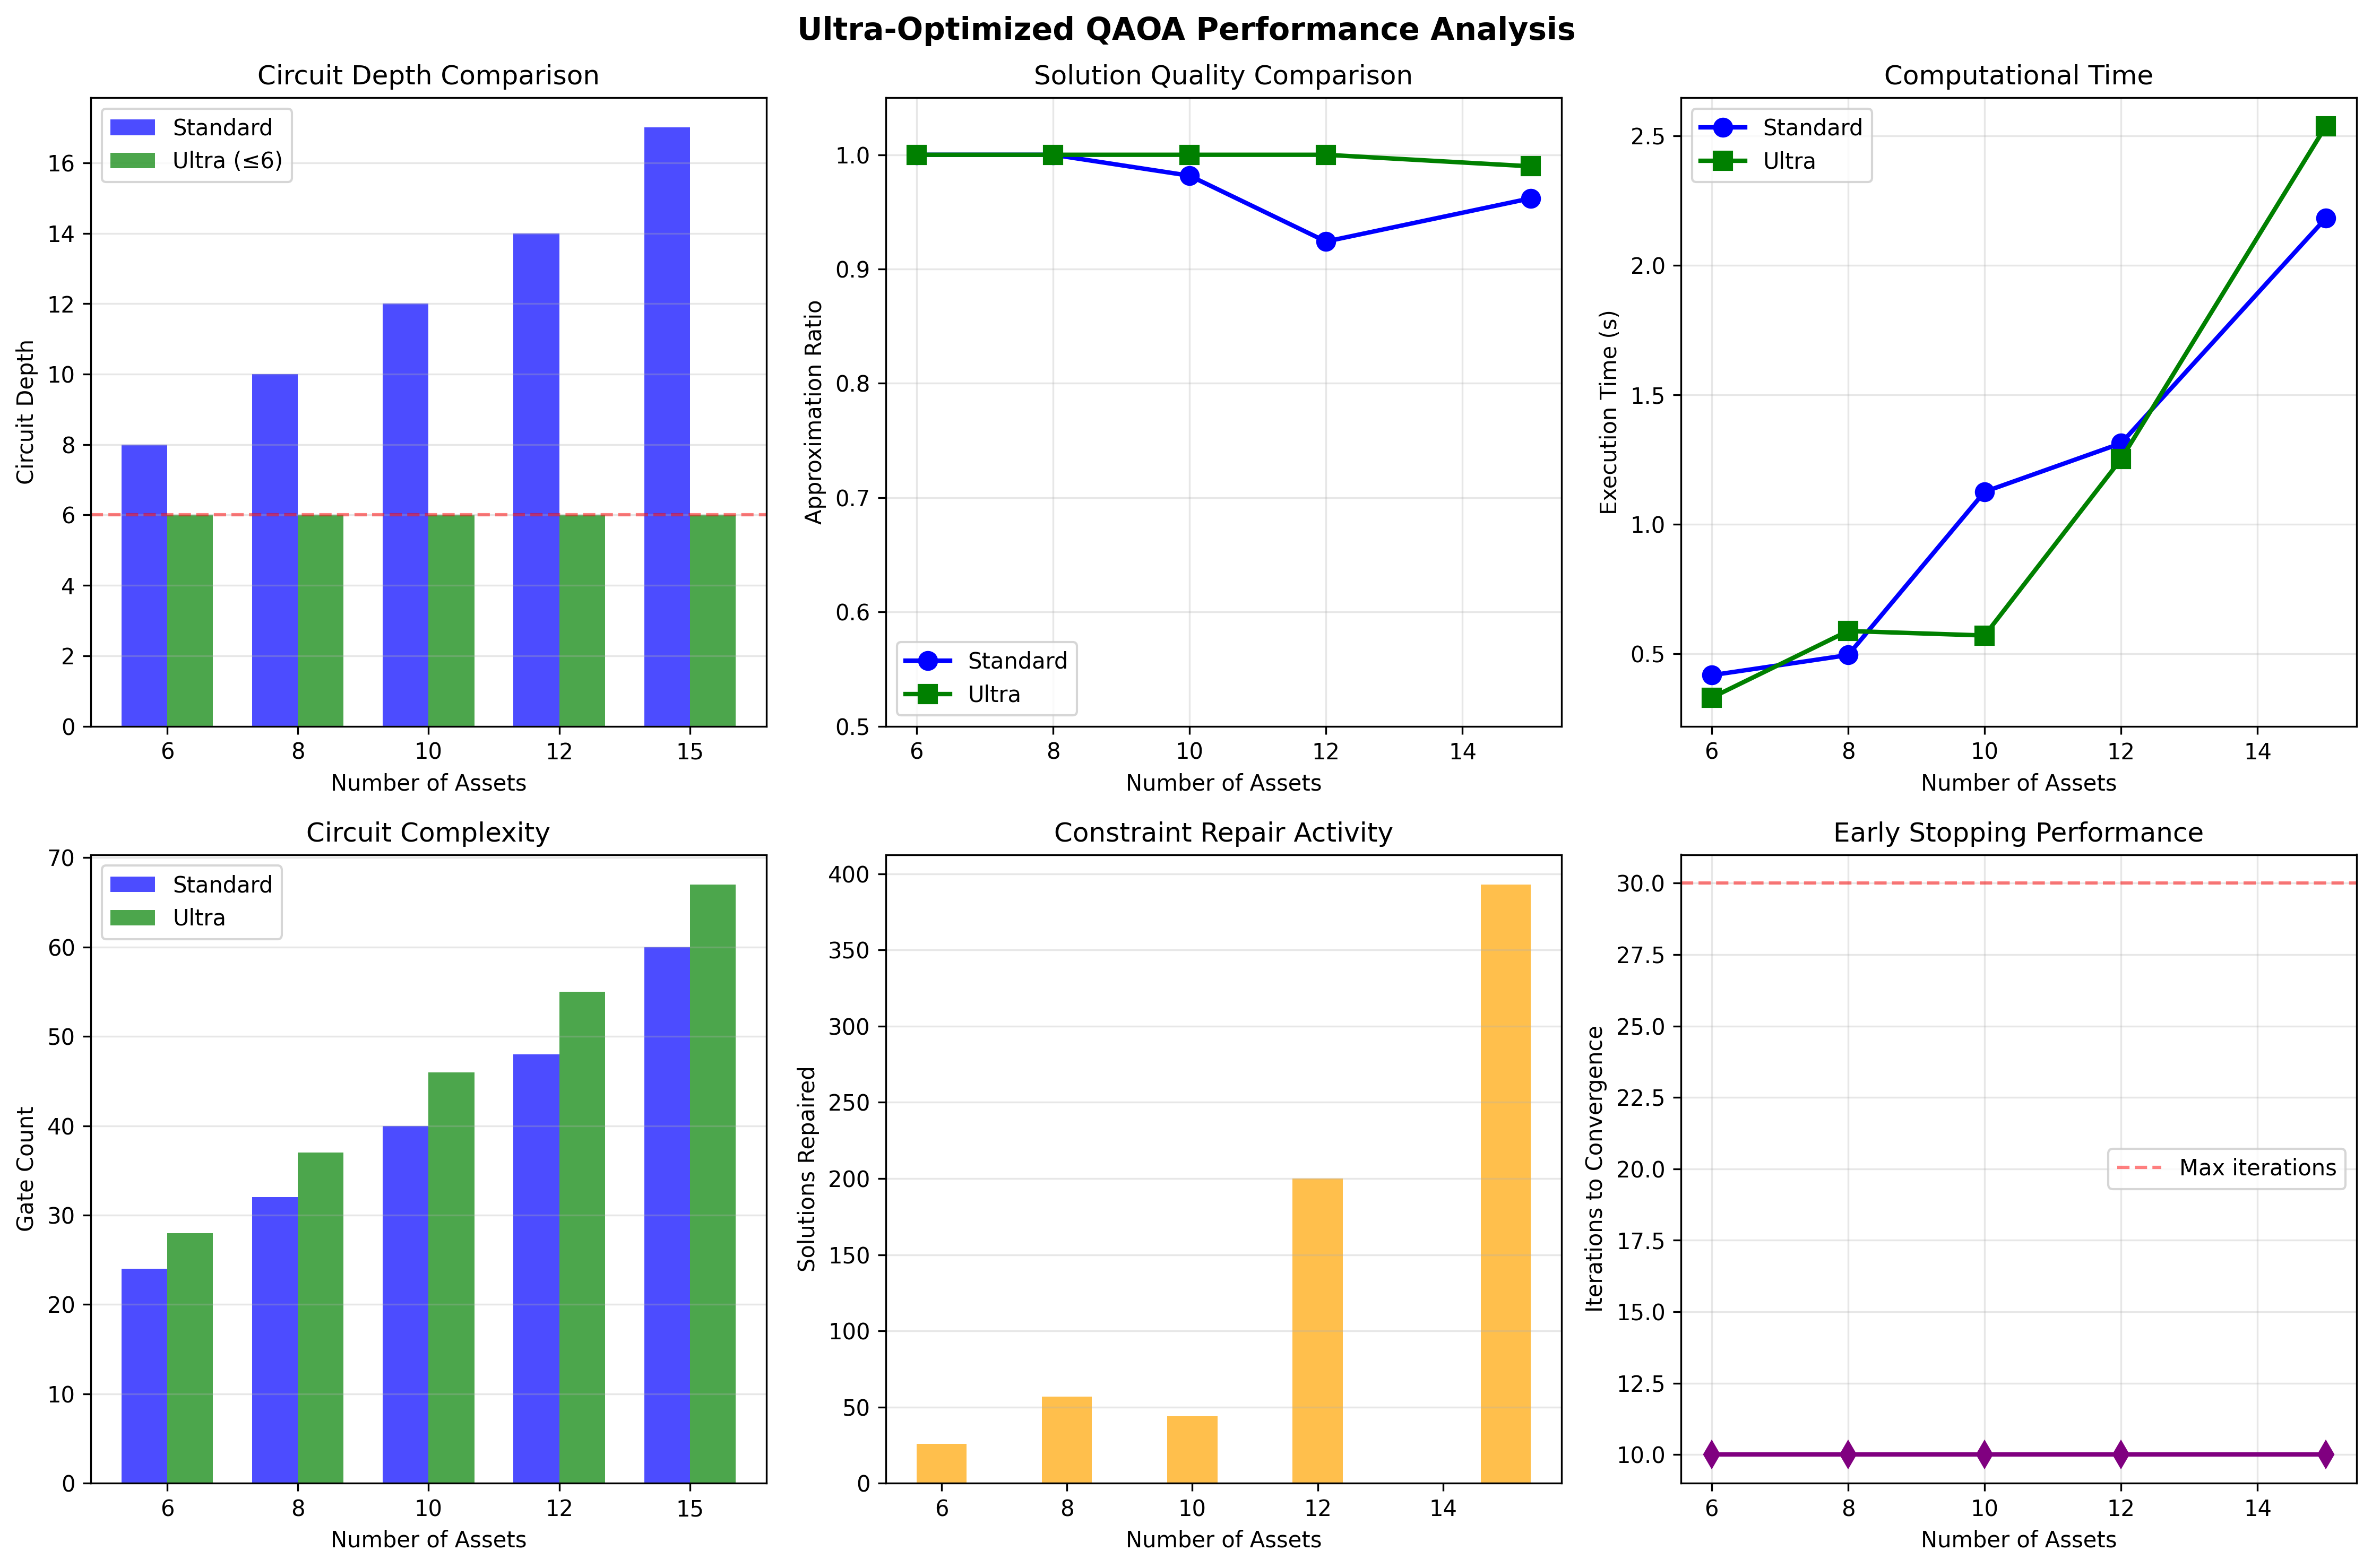 Ultra-Optimized QAOA Performance Analysis
Circuit Depth Comparison
Standard
Ultra (≤6)
Circuit Depth
16
14
12
10
8
6
4
2
0
6 8 10 12 15
Number of Assets
Solution Quality Comparison
Approximation Ratio
1.0
0.9
0.8
0.7
0.6
0.5
Standard
Ultra
6 8 10 12 14
Number of Assets
Computational Time
Standard
Ultra
Execution Time (s)
2.5
2.0
1.5
1.0
0.5
6 8 10 12 14
Number of Assets
Circuit Complexity
Standard
Ultra
Gate Count
70
60
50
40
30
20
10
0
6 8 10 12 15
Number of Assets
Constraint Repair Activity
Solutions Repaired
400
350
300
250
200
150
100
50
0
6 8 10 12 14
Number of Assets
Early Stopping Performance
Iterations to Convergence
30.0
27.5
25.0
22.5
20.0
17.5
15.0
12.5
10.0
Max iterations
6 8 10 12 14
Number of Assets